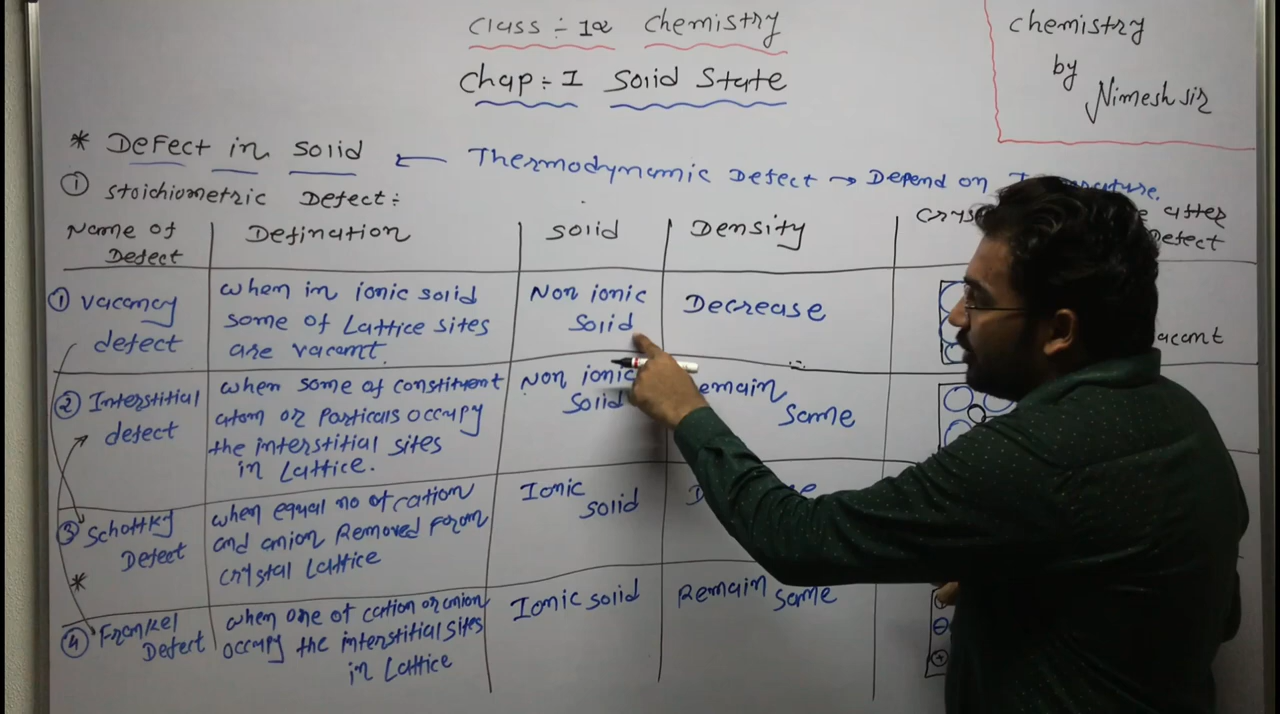 Class :- 12 Chemistry
Chap :- I Solid State
Chemistry
by
Nimesh sir
* Defect in Solid ← Thermodynamic Defect → Depend on
① Stoichiometric Defect :-
Name of Defect
Defination
Solid
Density
after
Defect
① Vacancy defect
when in ionic solid
some of Lattice sites
are vacant.
Non ionic
Solid
Decrease
vacant
② Interstitial
defect
when some of constituent
atom or particals occupy
the interstitial sites
in Lattice.
Non ionic
Solid
Remain
Same
③ Schottky
Defect
when equal no of cation
and anion Removed from
crystal Lattice
Ionic
solid
④ Frankel
Defect
*
when one of cation or anion
occupy the interstitial sites
in Lattice
Ionic solid
Remain
same